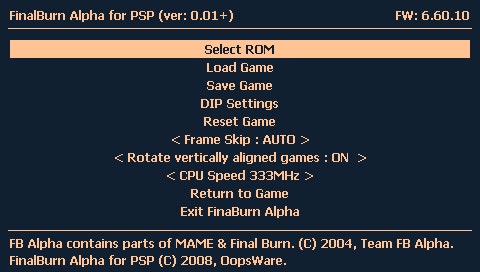 FinalBurn Alpha for PSP (ver: 0.01+) FW: 6.60.10
Select ROM
Load Game
Save Game
DIP Settings
Reset Game
< Frame Skip : AUTO >
< Rotate vertically aligned games : ON >
< CPU Speed 333MHz >
Return to Game
Exit FinaBurn Alpha
FB Alpha contains parts of MAME & Final Burn. (C) 2004, Team FB Alpha.
FinalBurn Alpha for PSP (C) 2008, OopsWare.